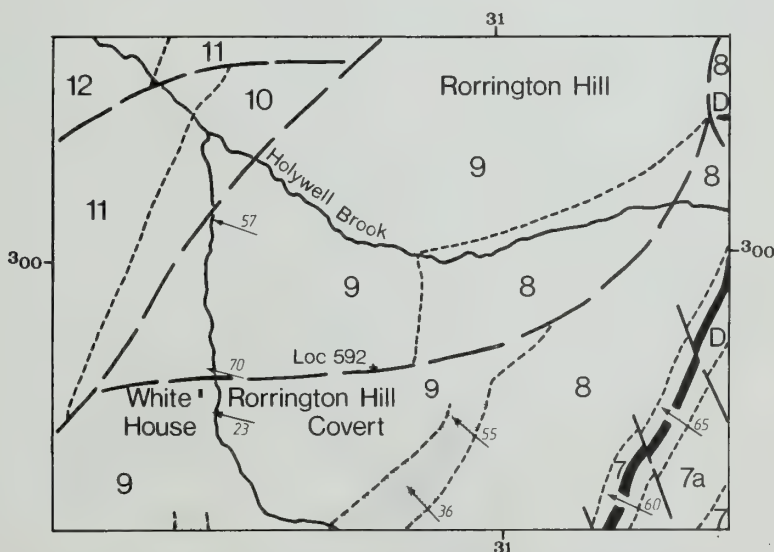 31
11
8
12
10
Rorrington Hill
D
9
Holywell Brook
8
11
57
300
300
9
8
D
Loc 592
70
9
8
White
House
Rorrington Hill
Covert
23
55
65
7
7a
9
36
60
7
31